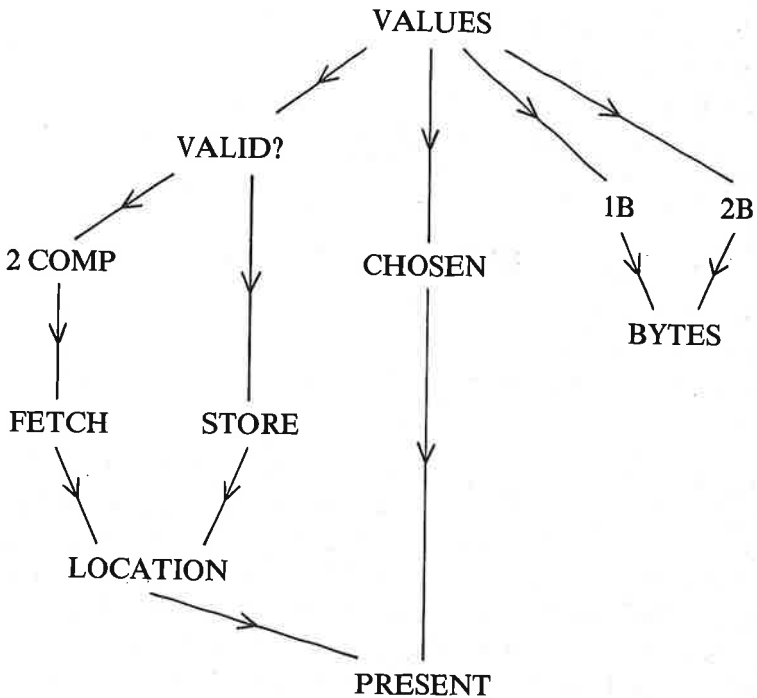 VALUES
VALID?
1B
2B
2 COMP
CHOSEN
BYTES
FETCH
STORE
LOCATION
PRESENT